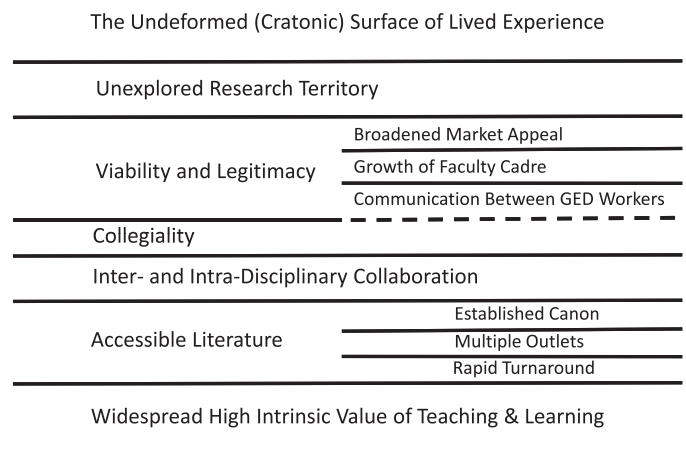 The Undeformed (Cratonic) Surface of Lived Experience
Unexplored Research Territory
Viability and Legitimacy
Broadened Market Appeal
Growth of Faculty Cadre
Communication Between GED Workers
Collegiality
Inter- and Intra-Disciplinary Collaboration
Accessible Literature
Established Canon
Multiple Outlets
Rapid Turnaround
Widespread High Intrinsic Value of Teaching & Learning